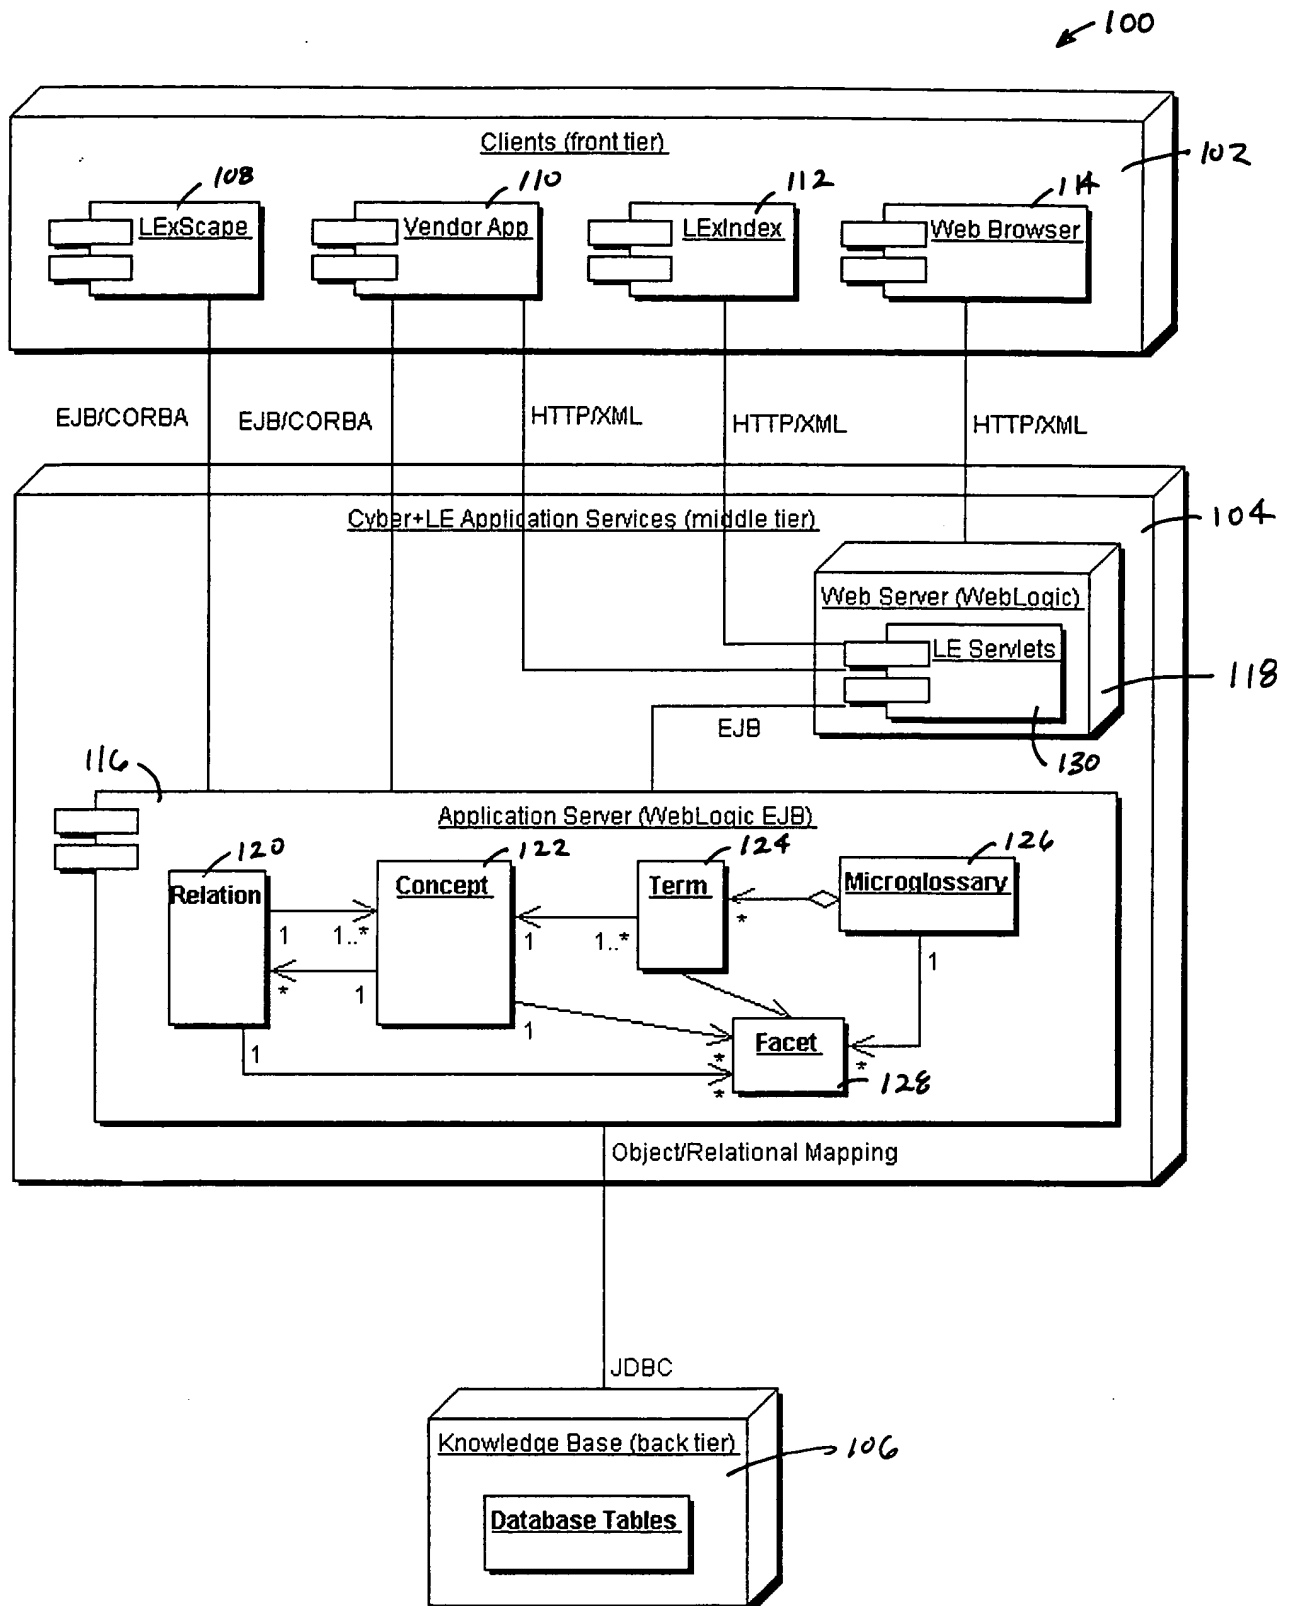 100
Clients (front tier)
102
108
110
112
114
LExScape
Vendor App
LExIndex
Web Browser
EJB/CORBA
EJB/CORBA
HTTP/XML
HTTP/XML
HTTP/XML
Cyber+LE Application Services (middle tier)
104
Web Server (WebLogic)
LE Servlets
118
EJB
130
116
Application Server (WebLogic EJB)
120
122
124
126
Relation
Concept
Term
Microglossary
1
1..*
1
1..*
*
1
*
1
1
*
*
1
*
Facet
128
Object/Relational Mapping
JDBC
Knowledge Base (back tier)
106
Database Tables